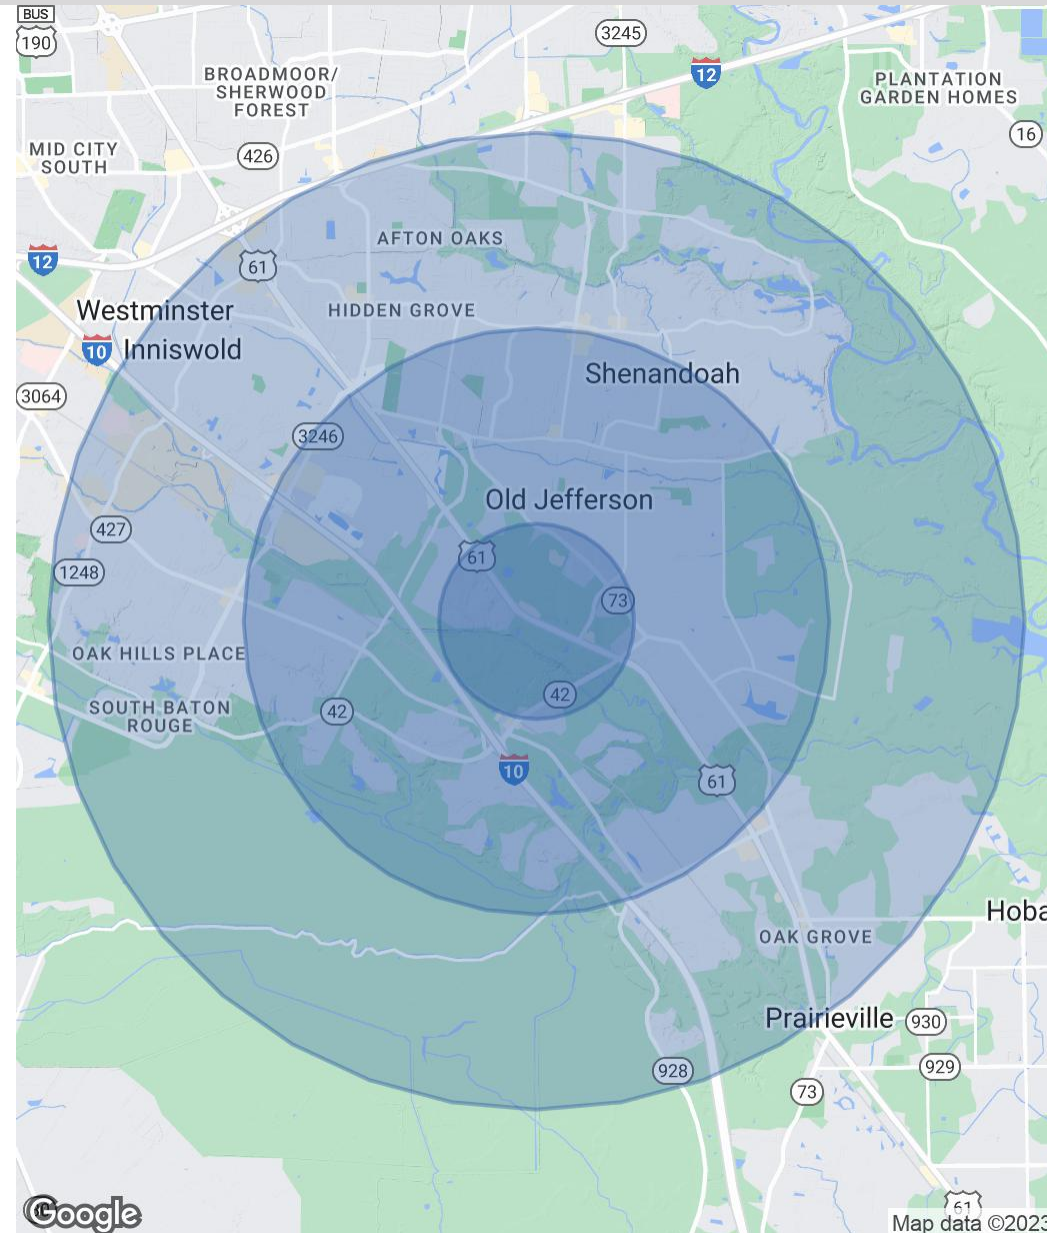 BUS
190
3245
12
BROADMOOR/
SHERWOOD
FOREST
PLANTATION
GARDEN HOMES
16
MID CITY
SOUTH
426
AFTON OAKS
12
61
Westminster
HIDDEN GROVE
10
Inniswold
Shenandoah
3064
3246
Old Jefferson
427
61
1248
73
OAK HILLS PLACE
42
SOUTH BATON
ROUGE
42
10
61
Hoba
OAK GROVE
Prairieville
930
928
929
73
Google
61
Map data ©2023